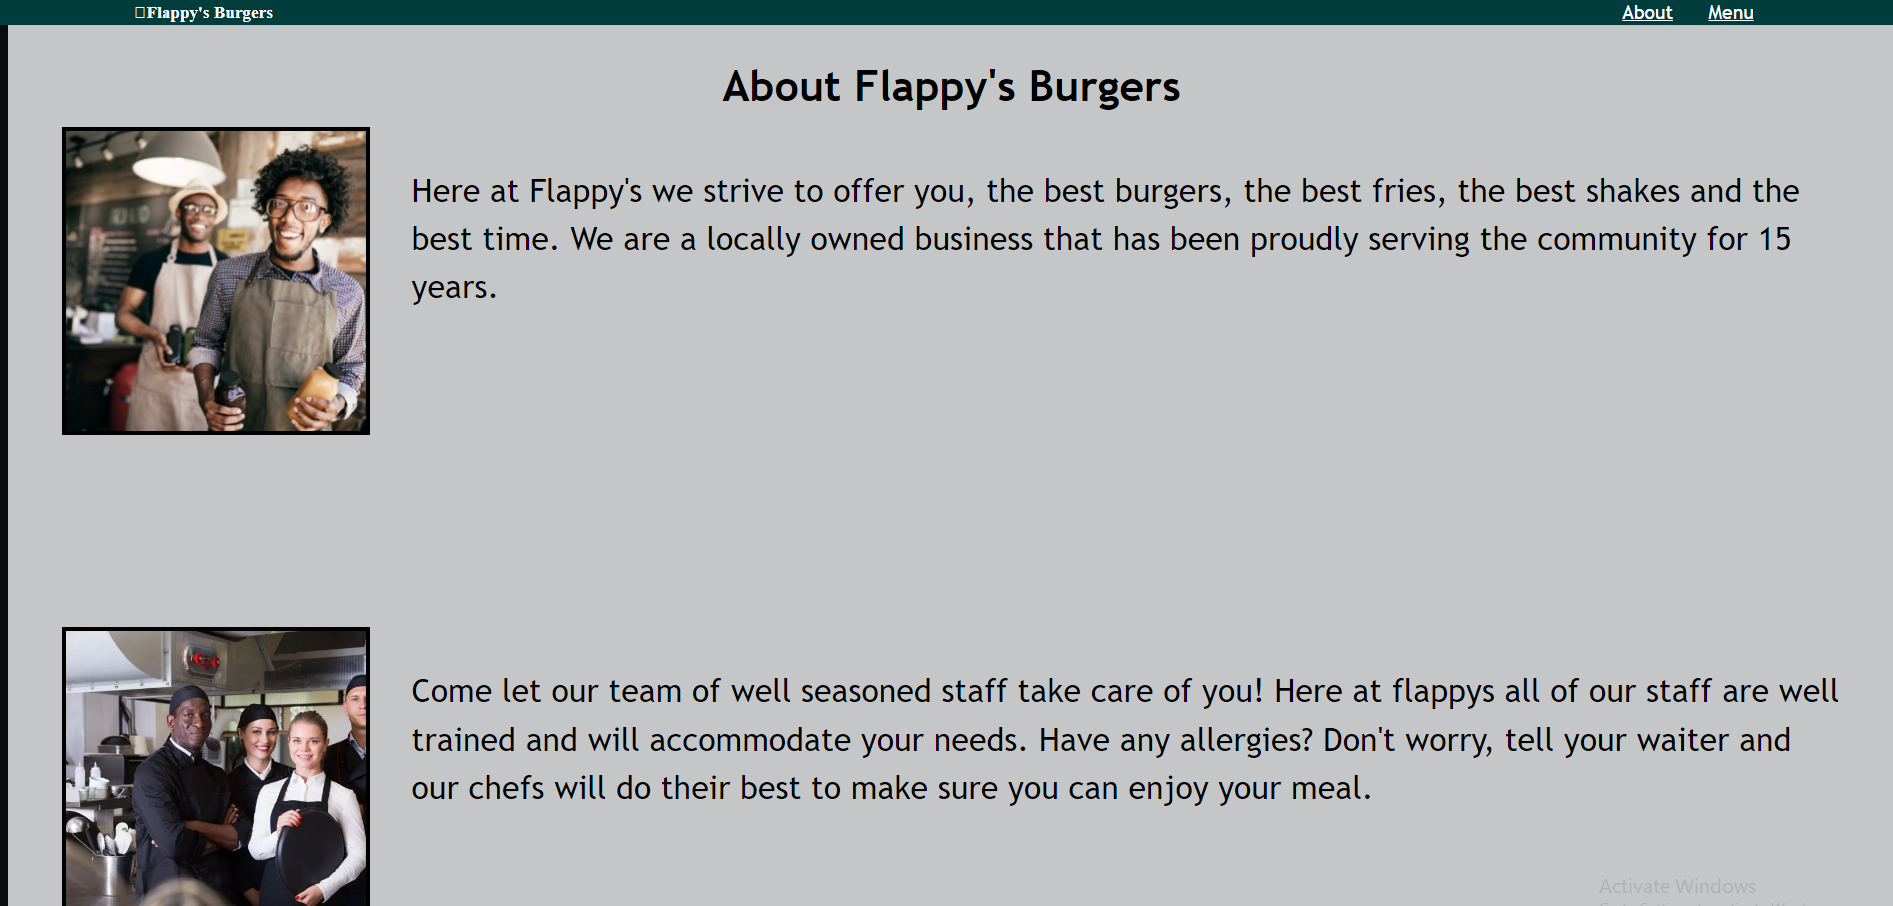 Flappy's Burgers
About Menu
About Flappy's Burgers
Here at Flappy's we strive to offer you, the best burgers, the best fries, the best shakes and the
best time. We are a locally owned business that has been proudly serving the community for 15
years.
Come let our team of well seasoned staff take care of you! Here at flappys all of our staff are well
trained and will accommodate your needs. Have any allergies? Don't worry, tell your waiter and
our chefs will do their best to make sure you can enjoy your meal.
Activate Windows